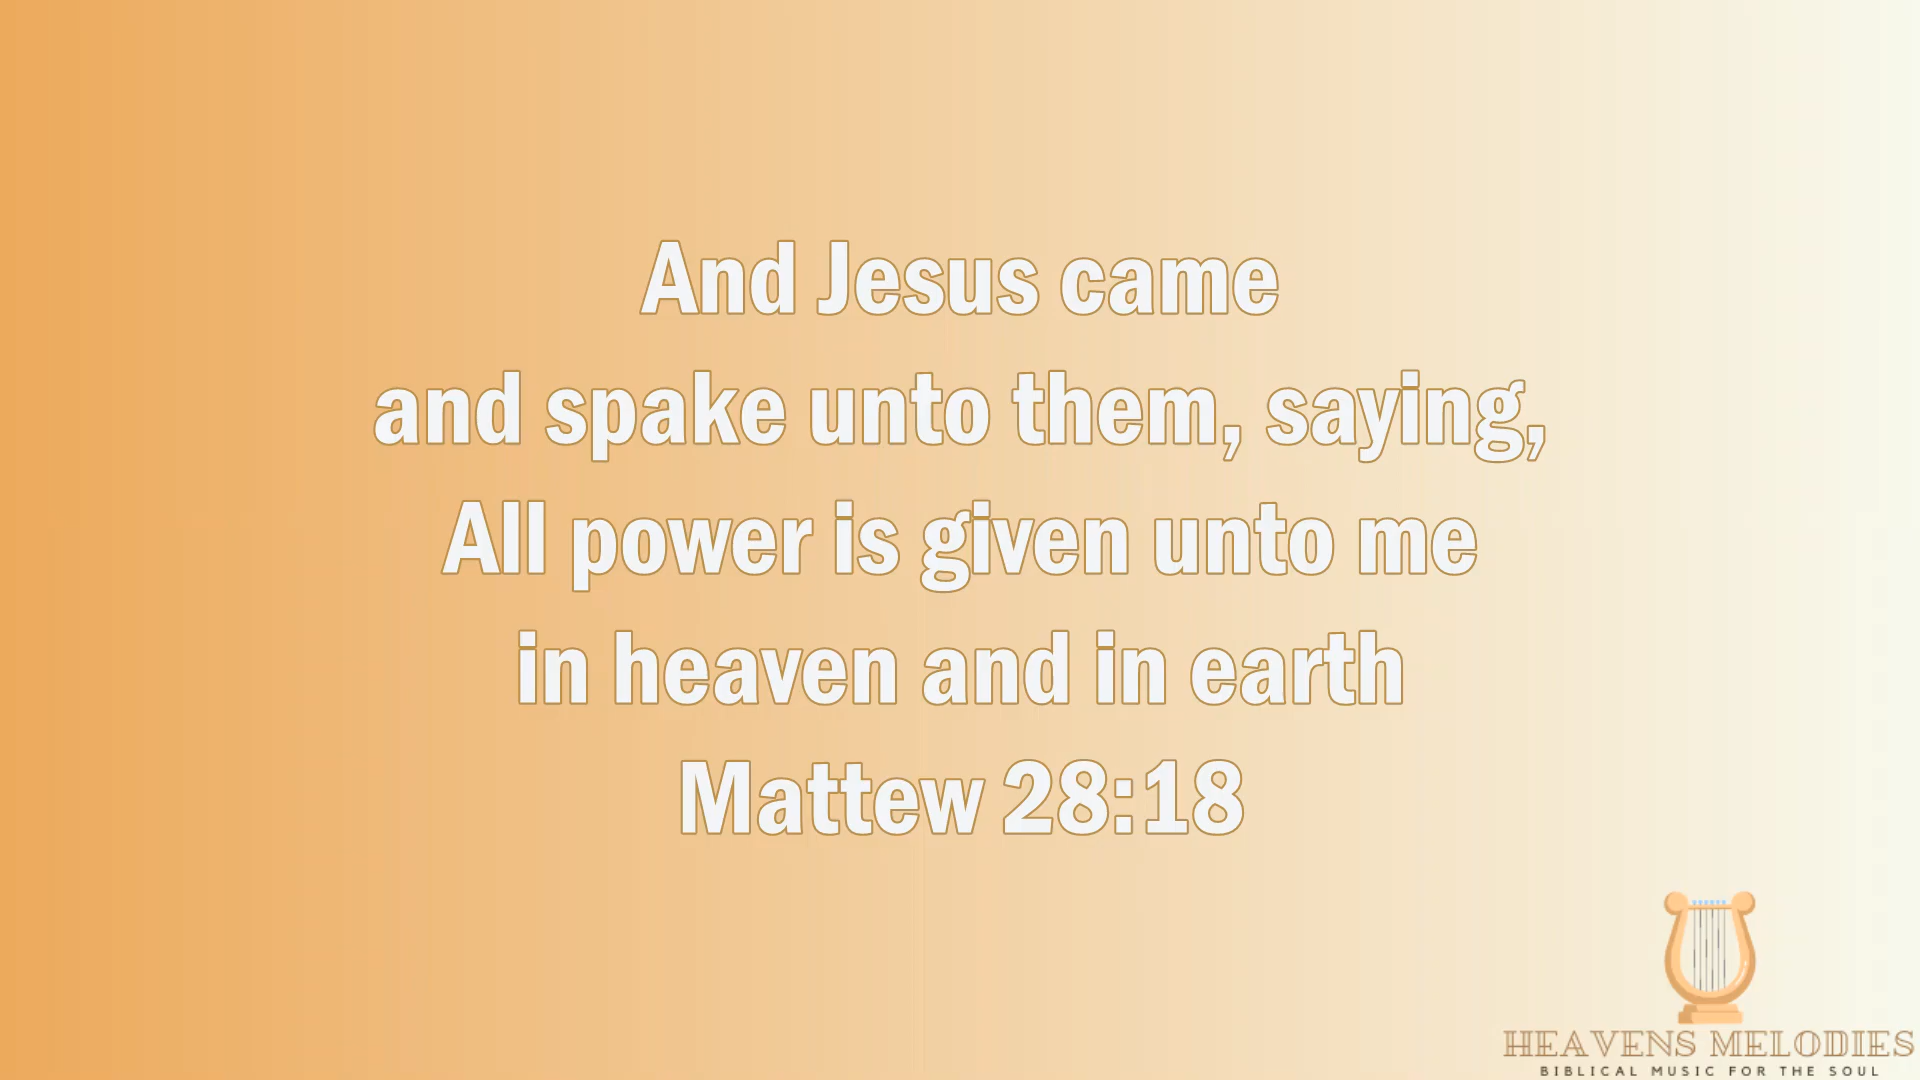 And Jesus came
and spake unto them, saying,
All power is given unto me
in heaven and in earth
Mattew 28:18
HEAVENS MELODIES
BIBLICAL MUSIC FOR THE SOUL